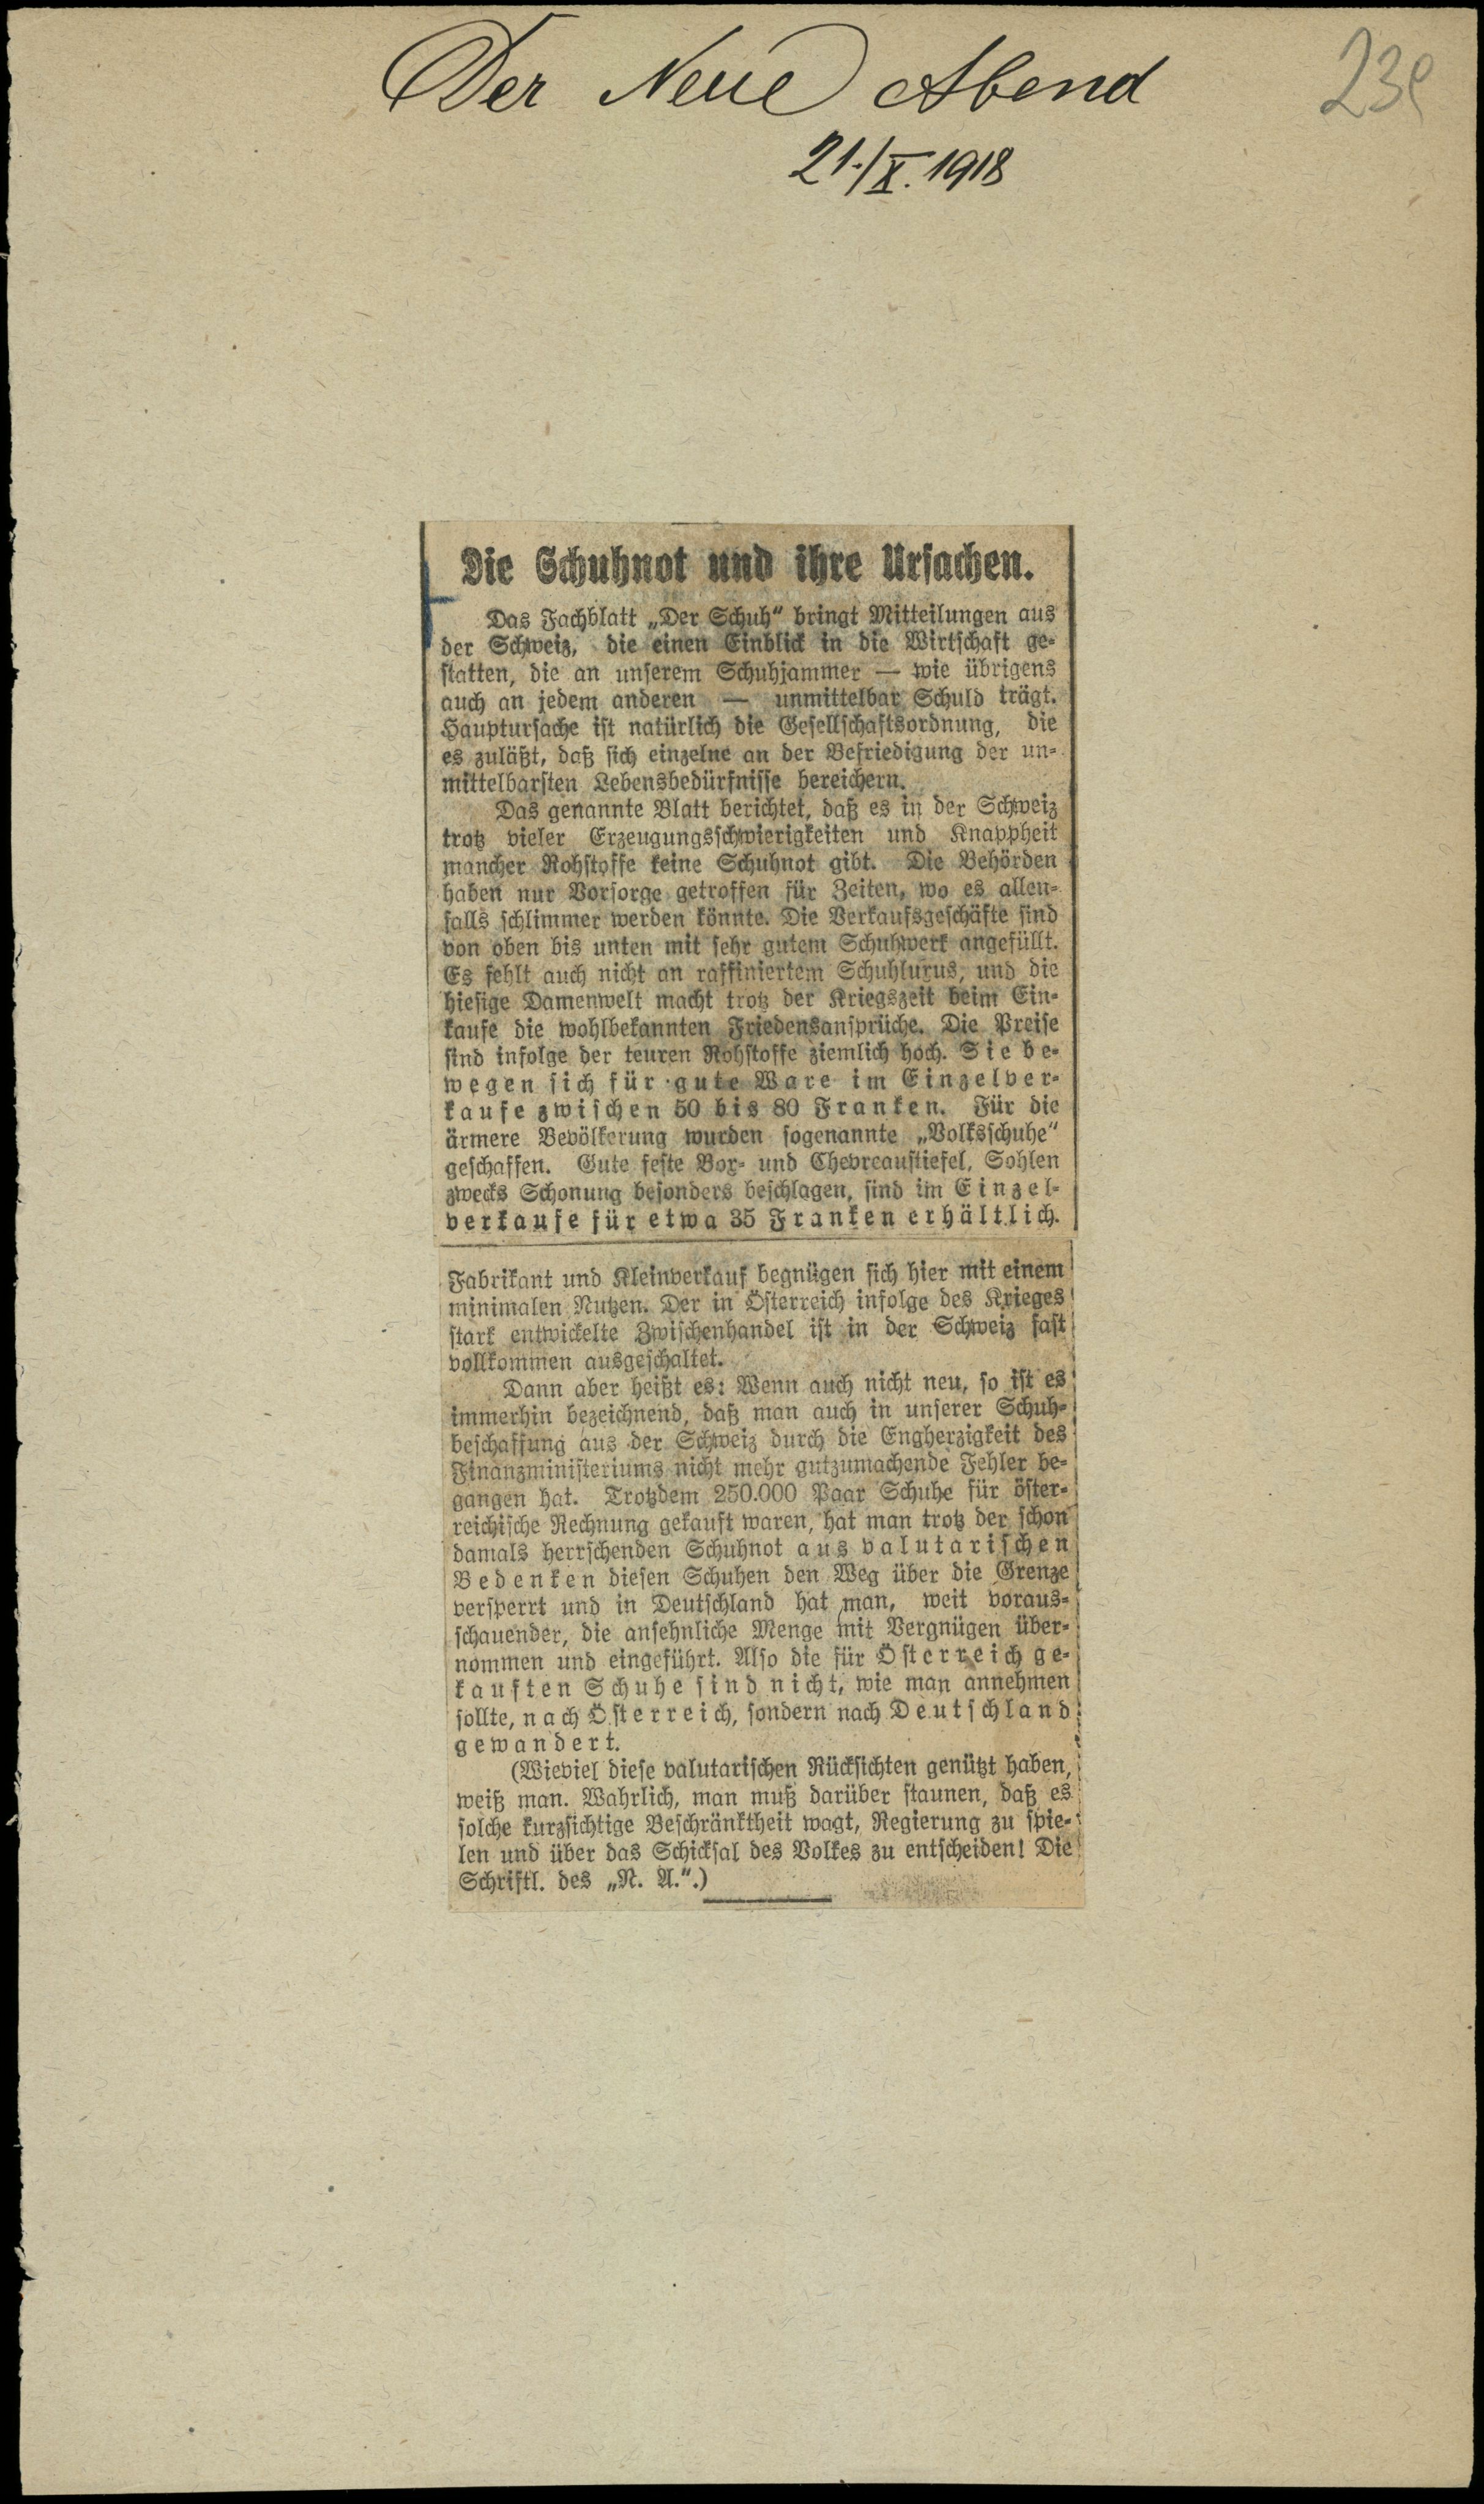 Der Neue Abend
23e
21./X. 1918
Die Schuhnot und ihre Ursachen.
Das Fachblatt „Der Schuh“ bringt Mitteilungen aus
der Schweiz, die einen Einblick in die Wirtschaft ge-
statten, die an unserem Schuhjammer — wie übrigens
auch an jedem anderen — unmittelbar Schuld trägt.
Hauptursache ist natürlich die Gesellschaftsordnung, die
es zuläßt, daß sich einzelne an der Befriedigung der un-
mittelbarsten Lebensbedürfnisse bereichern.
Das genannte Blatt berichtet, daß es in der Schweiz
trotz vieler Erzeugungsschwierigkeiten und Knappheit
mancher Rohstoffe keine Schuhnot gibt. Die Behörden
haben nur Vorsorge getroffen für Zeiten, wo es allen-
falls schlimmer werden könnte. Die Verkaufsgeschäfte sind
von oben bis unten mit sehr gutem Schuhwerk angefüllt.
Es fehlt auch nicht an raffiniertem Schuhluxus, und die
hiesige Damenwelt macht trotz der Kriegszeit beim Ein-
kaufe die wohlbekannten Friedensansprüche. Die Preise
sind infolge der teuren Rohstoffe ziemlich hoch. Sie be-
wegen sich für gute Ware im Einzelver-
kaufe zwischen 50 bis 80 Franken. Für die
ärmere Bevölkerung wurden sogenannte „Volksschuhe“
geschaffen. Gute feste Box- und Chevreaustiefel, Sohlen
zwecks Schonung besonders beschlagen, sind im Einzel-
verkaufe für etwa 35 Franken erhältlich.
Fabrikant und Kleinverkauf begnügen sich hier mit einem
minimalen Nutzen. Der in Österreich infolge des Krieges
stark entwickelte Zwischenhandel ist in der Schweiz fast
vollkommen ausgeschaltet.
Dann aber heißt es: Wenn auch nicht neu, so ist es
immerhin bezeichnend, daß man auch in unserer Schuh-
beschaffung aus der Schweiz durch die Engherzigkeit des
Finanzministeriums nicht mehr gutzumachende Fehler be-
gangen hat. Trotzdem 250.000 Paar Schuhe für öster-
reichische Rechnung gekauft waren, hat man trotz der schon
damals herrschenden Schuhnot aus valutarischen
Bedenken diesen Schuhen den Weg über die Grenze
versperrt und in Deutschland hat man, weit voraus-
schauender, die ansehnliche Menge mit Vergnügen über-
nommen und eingeführt. Also die für Österreich ge-
kauften Schuhe sind nicht, wie man annehmen
sollte, nach Österreich, sondern nach Deutschland
gewandert.
(Wieviel diese valutarischen Rücksichten genützt haben,
weiß man. Wahrlich, man muß darüber staunen, daß es
solche kurzsichtige Beschränktheit wagt, Regierung zu spie-
len und über das Schicksal des Volkes zu entscheiden! Die
Schriftl. des „N. A.“.)